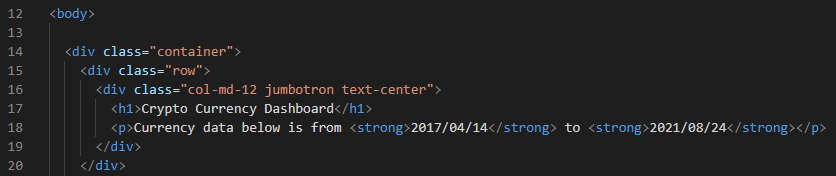 12 <body>
13
14 <div class="container">
15 <div class="row">
16 <div class="col-md-12 jumbotron text-center">
17 <h1>Crypto Currency Dashboard</h1>
18 <p>Currency data below is from <strong>2017/04/14</strong> to <strong>2021/08/24</strong></p>
19 </div>
20 </div>